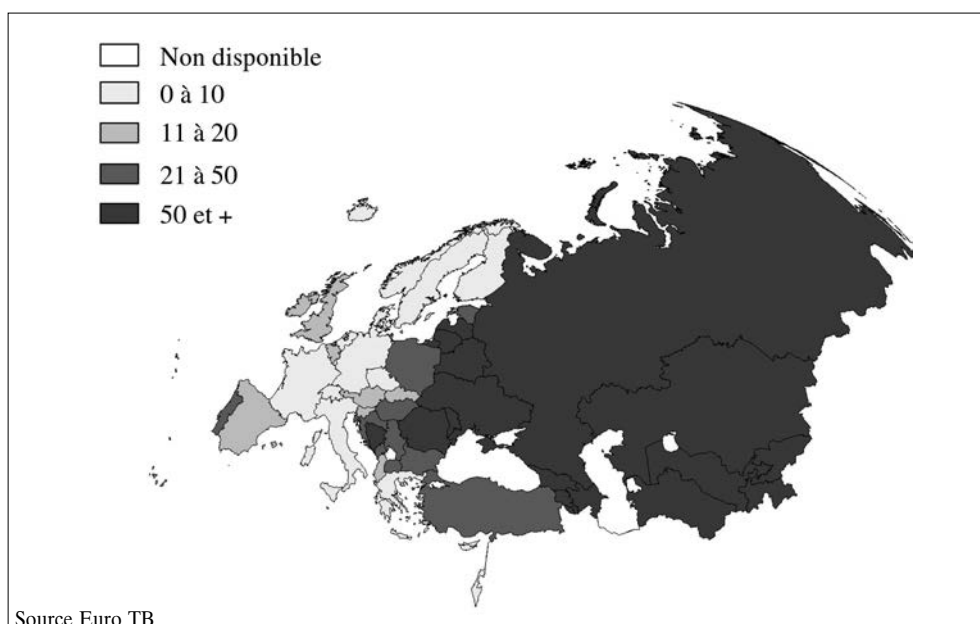 Non disponible
0 à 10
11 à 20
21 à 50
50 et +
Source Euro TB